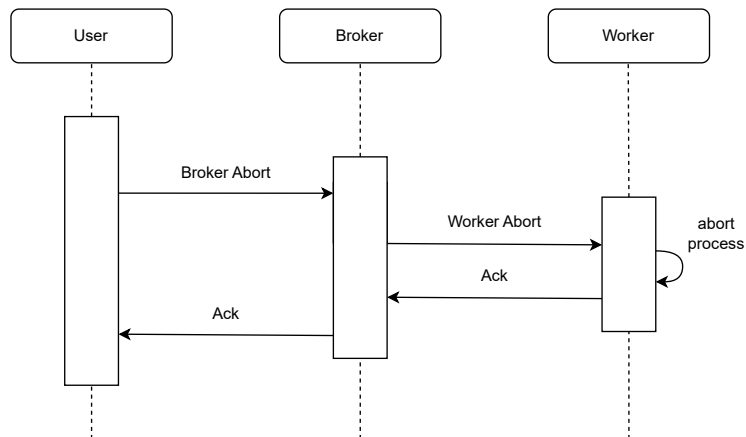 User
Broker
Worker
Broker Abort
Worker Abort
abort
process
Ack
Ack